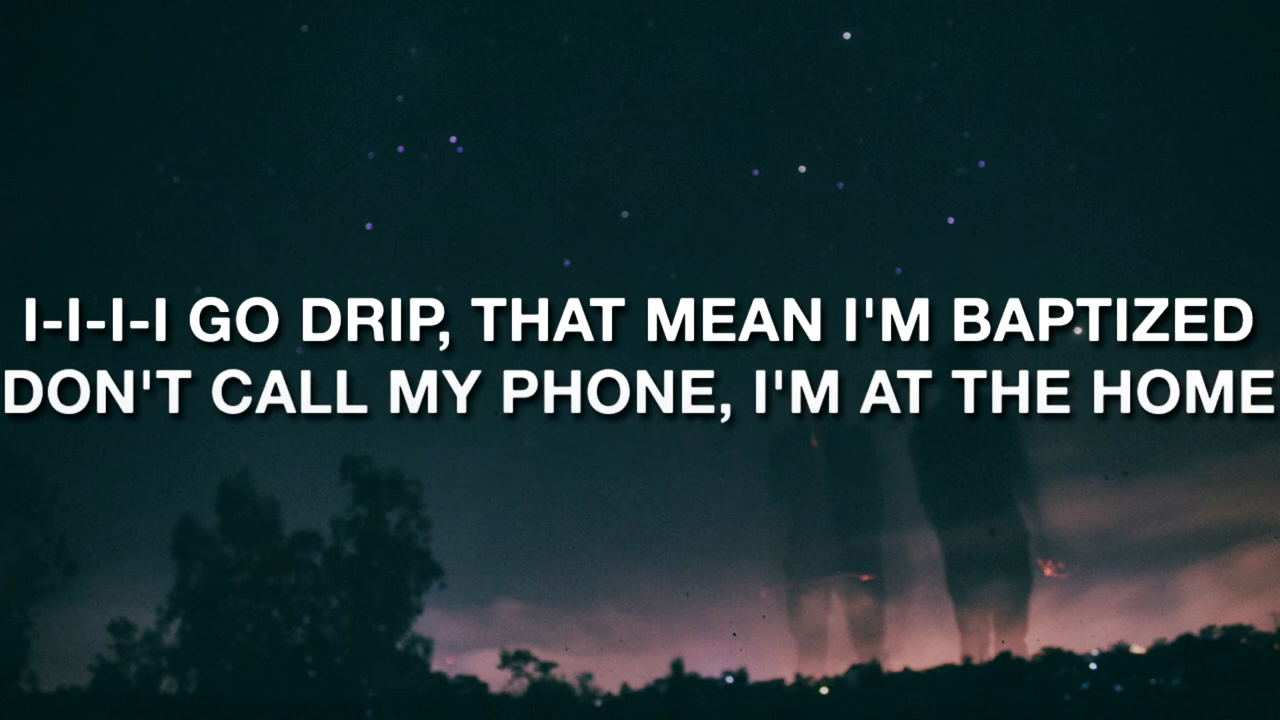 I-I-I-I GO DRIP, THAT MEAN I'M BAPTIZED
DON'T CALL MY PHONE, I'M AT THE HOME